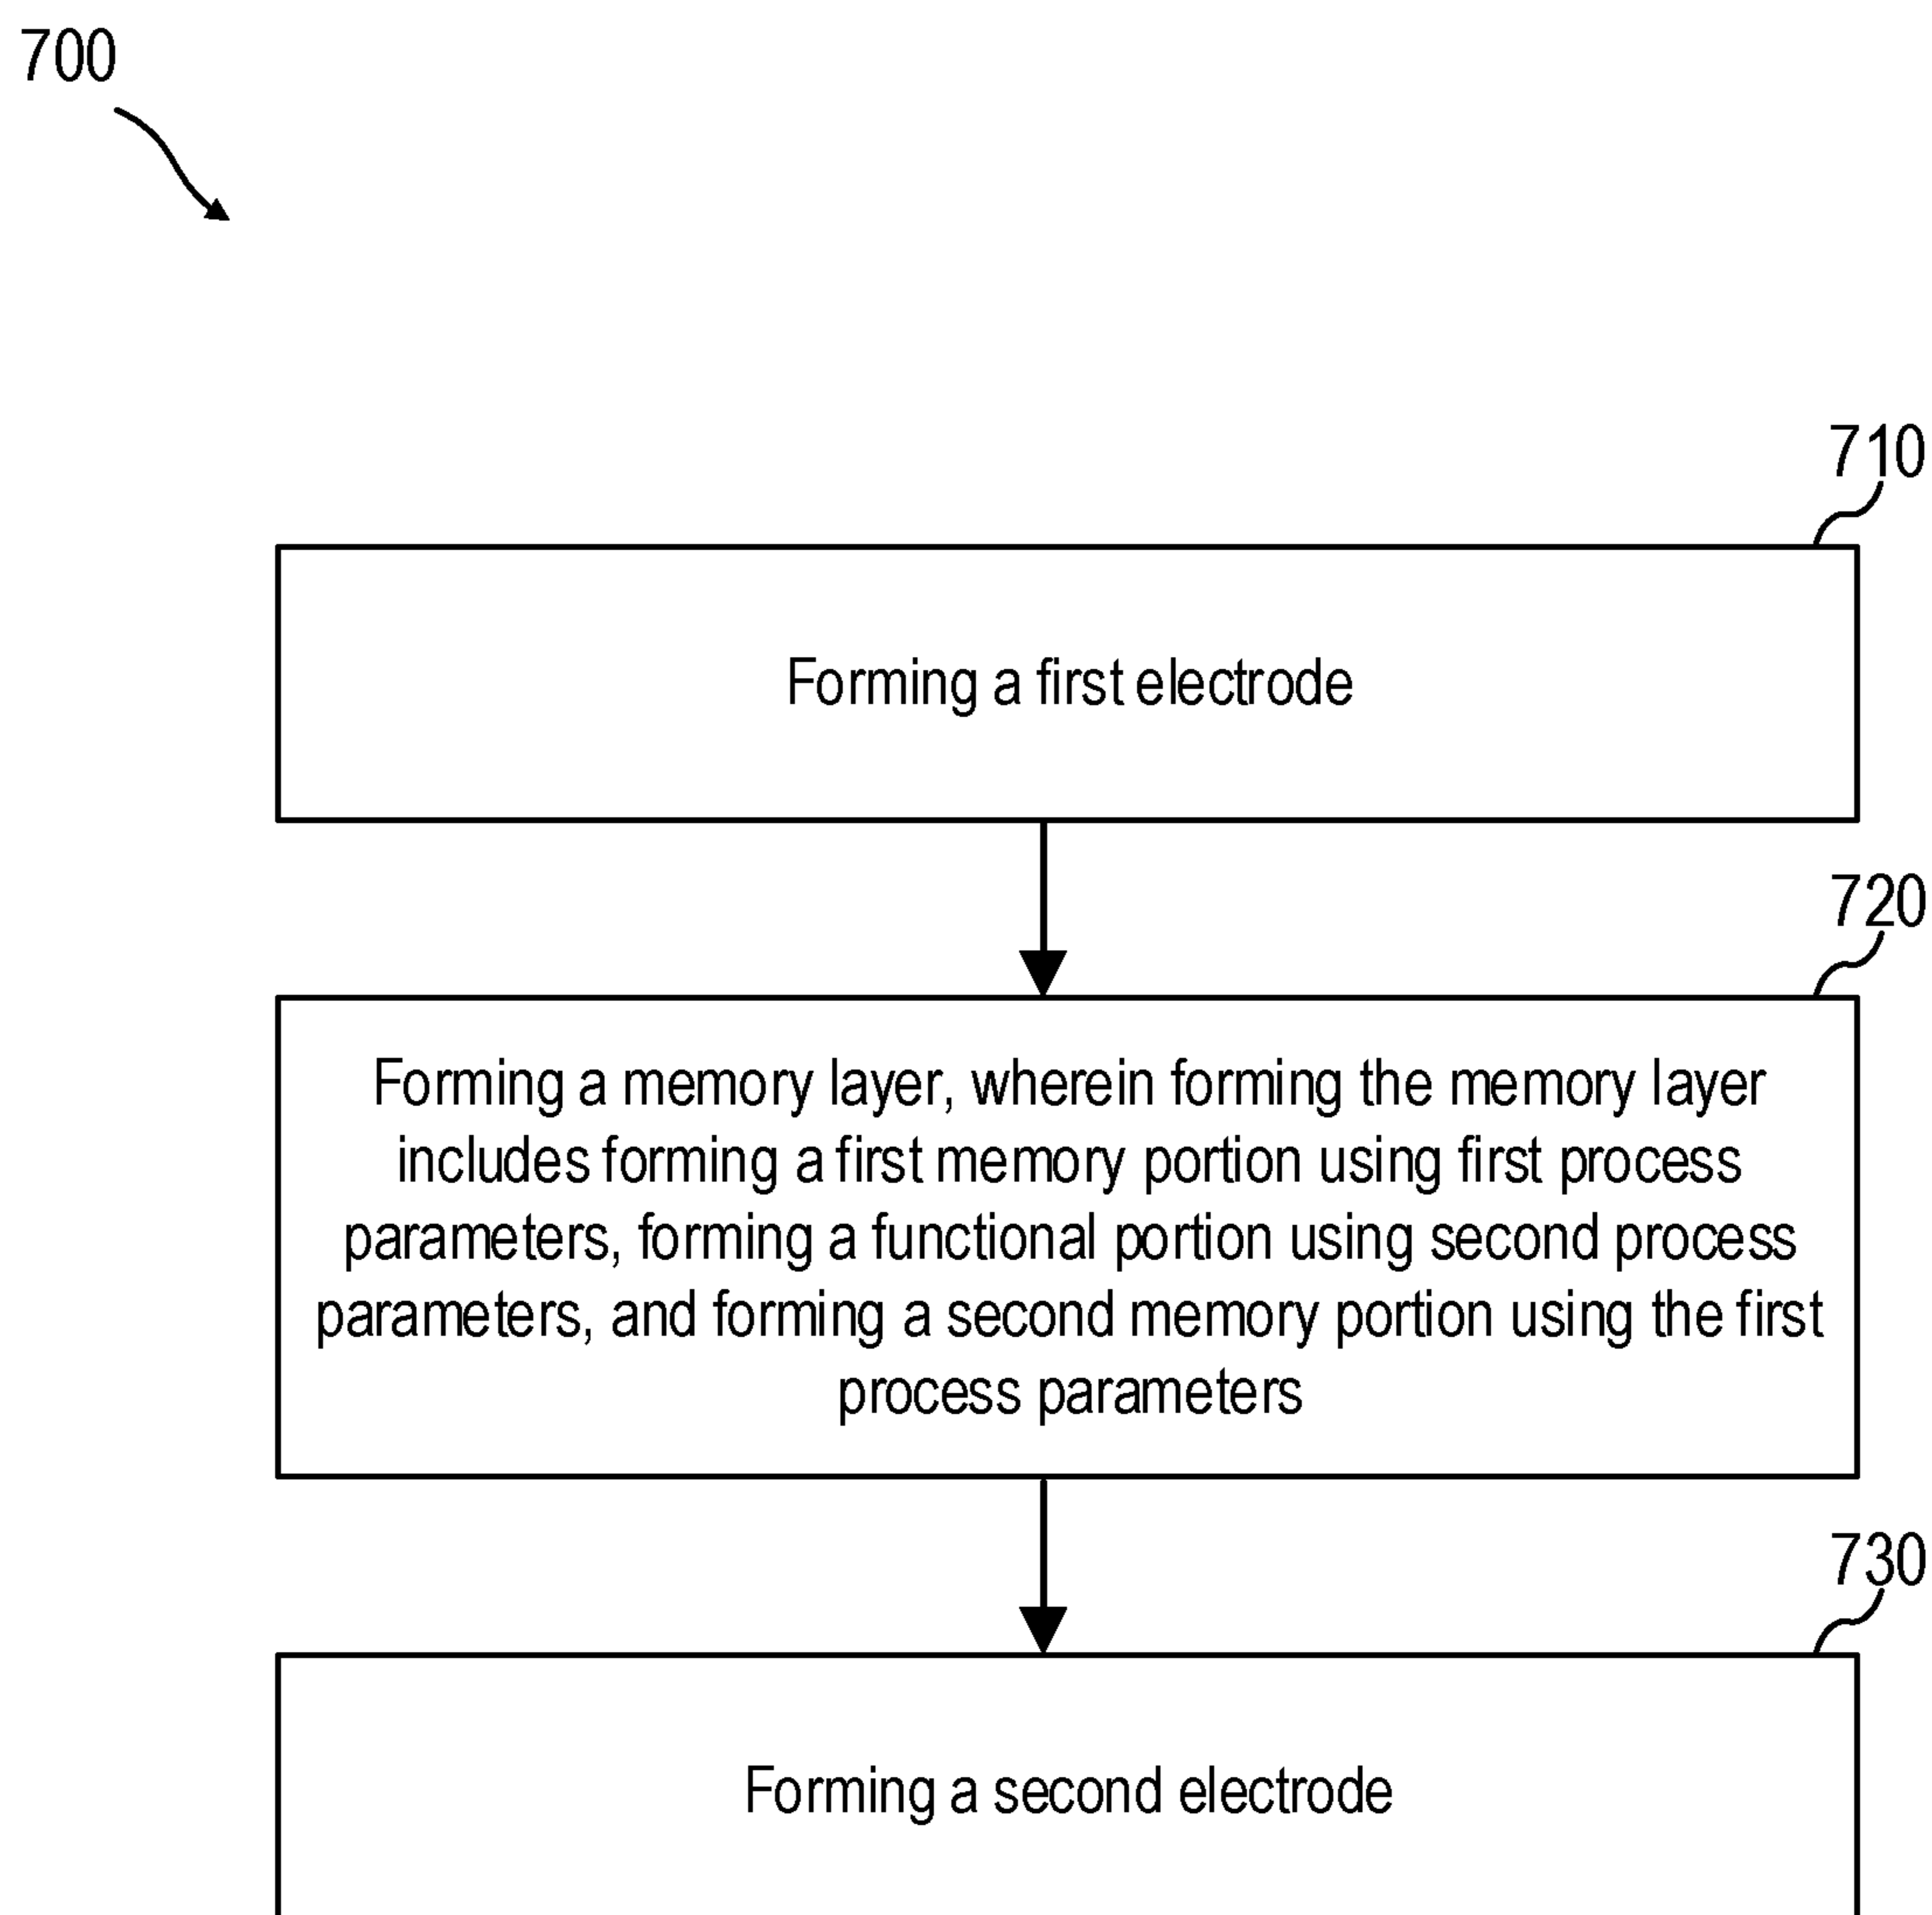 700
710
Forming a first electrode
720
Forming a memory layer, wherein forming the memory layer
includes forming a first memory portion using first process
parameters, forming a functional portion using second process
parameters, and forming a second memory portion using the first
process parameters
730
Forming a second electrode